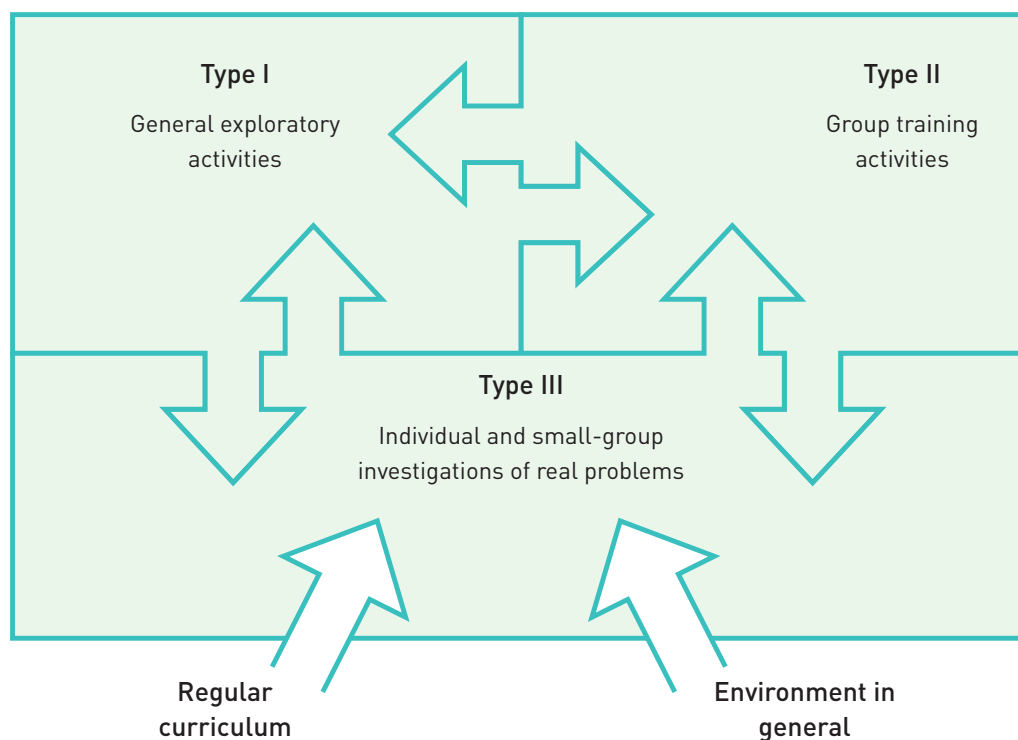 Type I
General exploratory
activities
Type II
Group training
activities
Type III
Individual and small-group
investigations of real problems
Regular
curriculum
Environment in
general